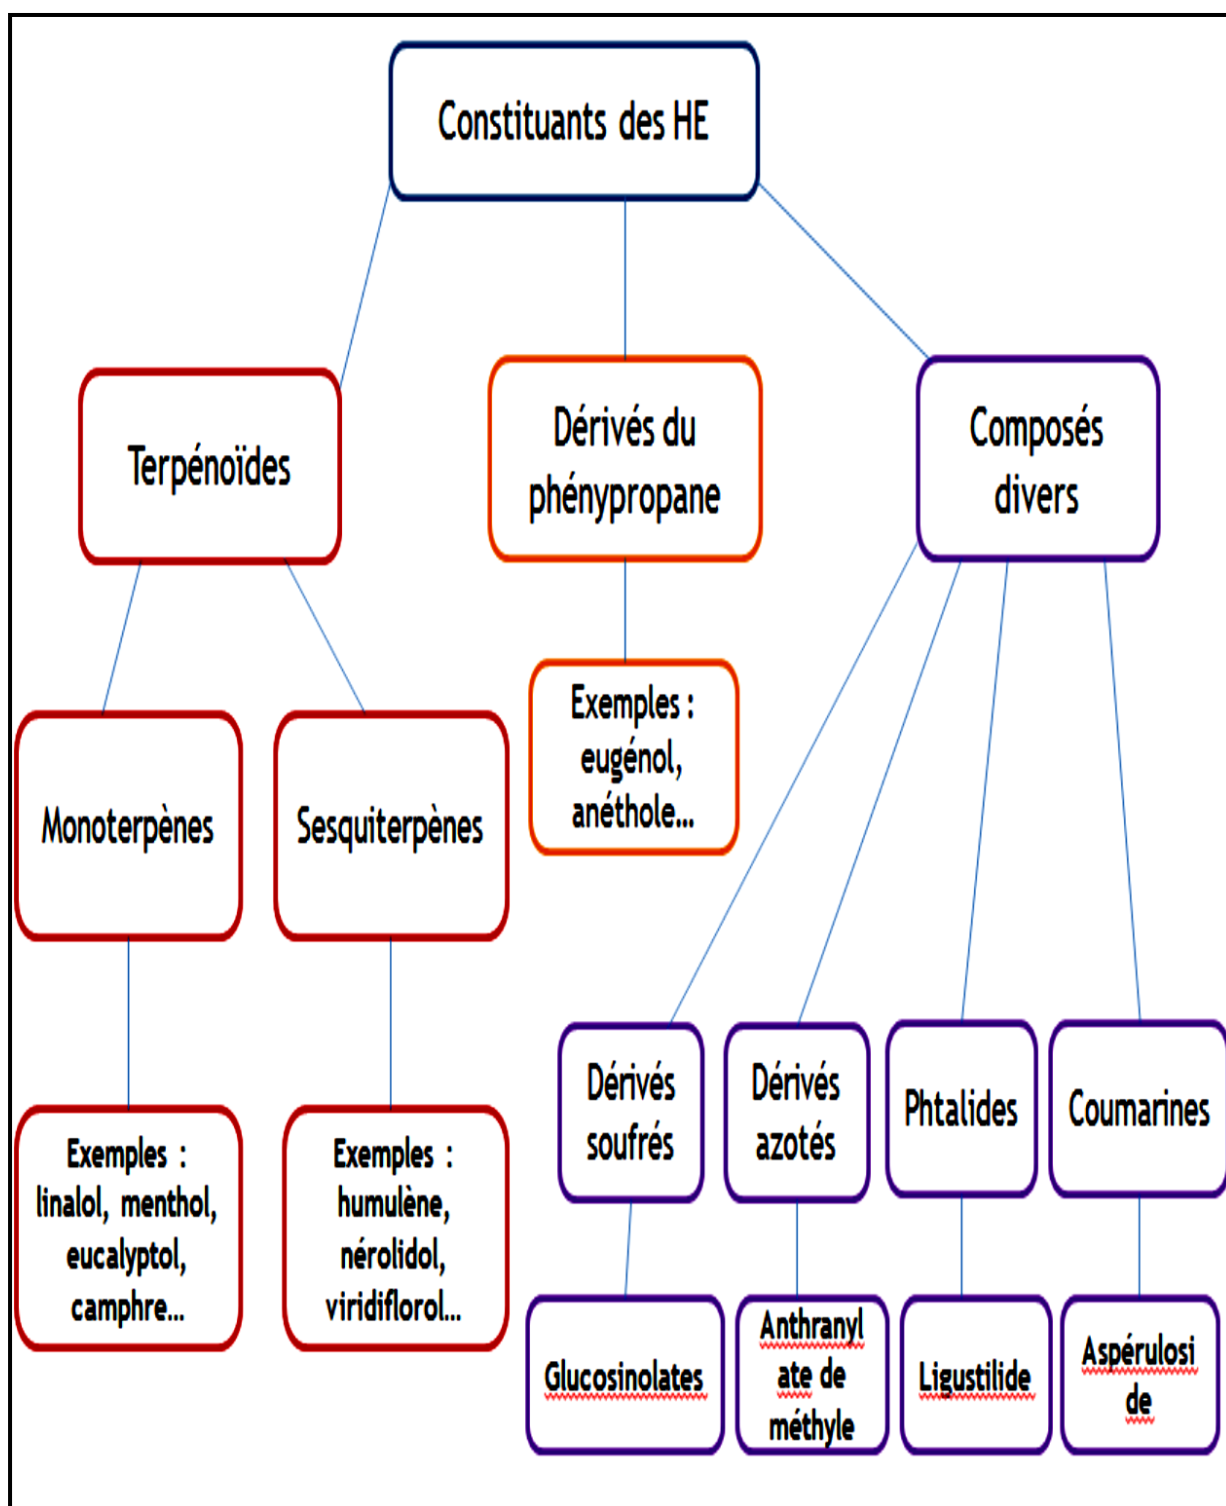 Constituants des HE
Terpénoïdes
Dérivés du
phénypropane
Composés
divers
Exemples :
eugénol,
anéthole...
Monoterpènes
Sesquiterpènes
Dérivés
soufrés
Dérivés
azotés
Phtalides
Coumarines
Exemples :
linalol, menthol,
eucalyptol,
camphre...
Exemples :
humulène,
nérolidol,
viridiflorol...
Glucosinolates
Anthranyl
ate de
méthyle
Ligustilide
Aspérulosi
de